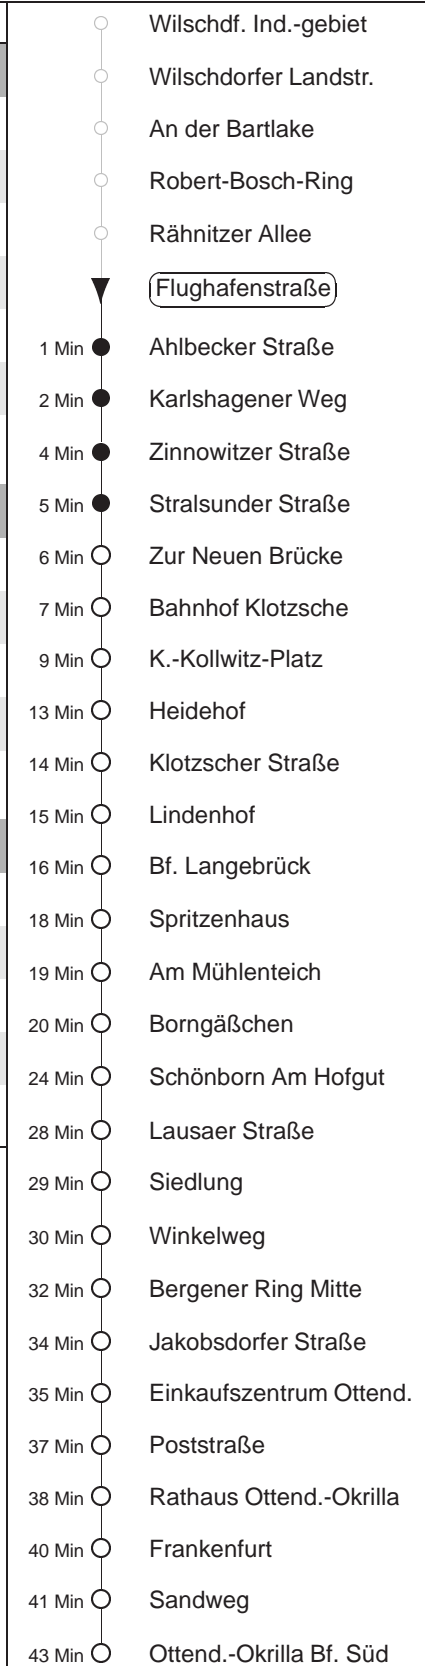 Wilschdf. Ind.-gebiet
Wilschdorfer Landstr.
An der Bartlake
Robert-Bosch-Ring
Rähnitzer Allee
Flughafenstraße
1 Min Ahlbecker Straße
2 Min Karlshagener Weg
4 Min Zinnowitzer Straße
5 Min Stralsunder Straße
6 Min Zur Neuen Brücke
7 Min Bahnhof Klotzsche
9 Min K.-Kollwitz-Platz
13 Min Heidehof
14 Min Klotzscher Straße
15 Min Lindenhof
16 Min Bf. Langebrück
18 Min Spritzenhaus
19 Min Am Mühlenteich
20 Min Borngäßchen
24 Min Schönborn Am Hofgut
28 Min Lausaer Straße
29 Min Siedlung
30 Min Winkelweg
32 Min Bergener Ring Mitte
34 Min Jakobsdorfer Straße
35 Min Einkaufszentrum Ottend.
37 Min Poststraße
38 Min Rathaus Ottend.-Okrilla
40 Min Frankenfurt
41 Min Sandweg
43 Min Ottend.-Okrilla Bf. Süd